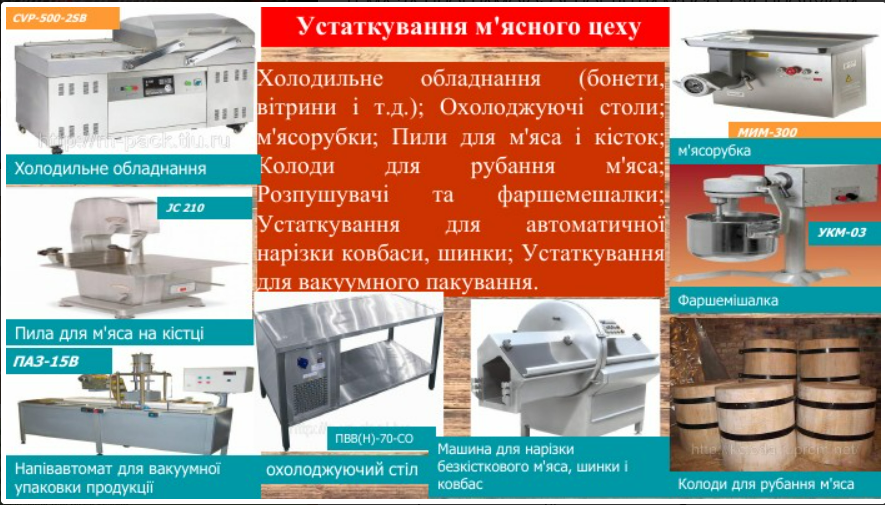 CVP-500-2SB
Холодильне обладнання
JC 210
Пила для м'яса на кістці
ПАЗ-15В
Напівавтомат для вакуумної
упаковки продукції
Устаткування м'ясного цеху
Холодильне обладнання (бонети,
вітрини і т.д.); Охолоджуючі столи;
м'ясорубки; Пили для м'яса і кісток;
Колоди для рубання м'яса;
Розпушувачі та фаршемешалки;
Устаткування для автоматичної
нарізки ковбаси, шинки; Устаткування
для вакуумного пакування.
ПВВ(Н)-70-СО
охолоджуючий стіл
Машина для нарізки
безкісткового м'яса, шинки і
ковбас
МИМ-300
м'ясорубка
УКМ-03
Фаршемішалка
Колоди для рубання м'яса